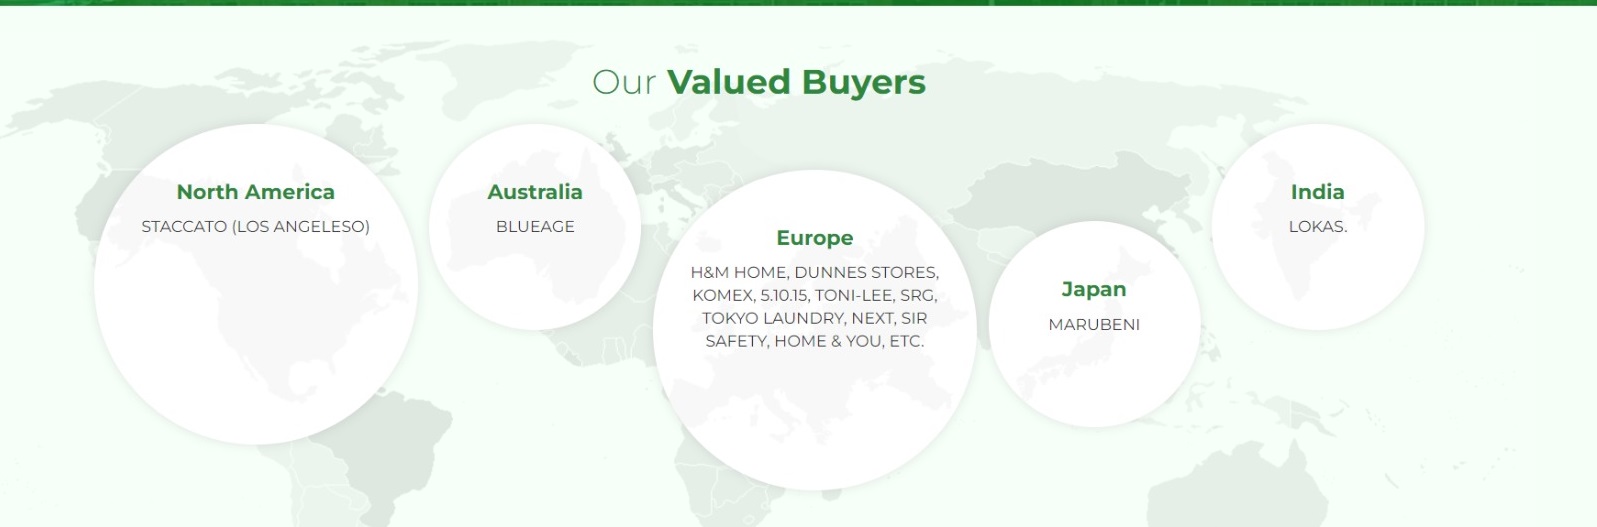 Our Valued Buyers
North America
STACCATO (LOS ANGELESO)
Australia
BLUEAGE
Europe
H&M HOME, DUNNES STORES,
KOMEX, 5.10.15, TONI-LEE, SRG,
TOKYO LAUNDRY, NEXT, SIR
SAFETY, HOME & YOU, ETC.
Japan
MARUBENI
India
LOKAS.